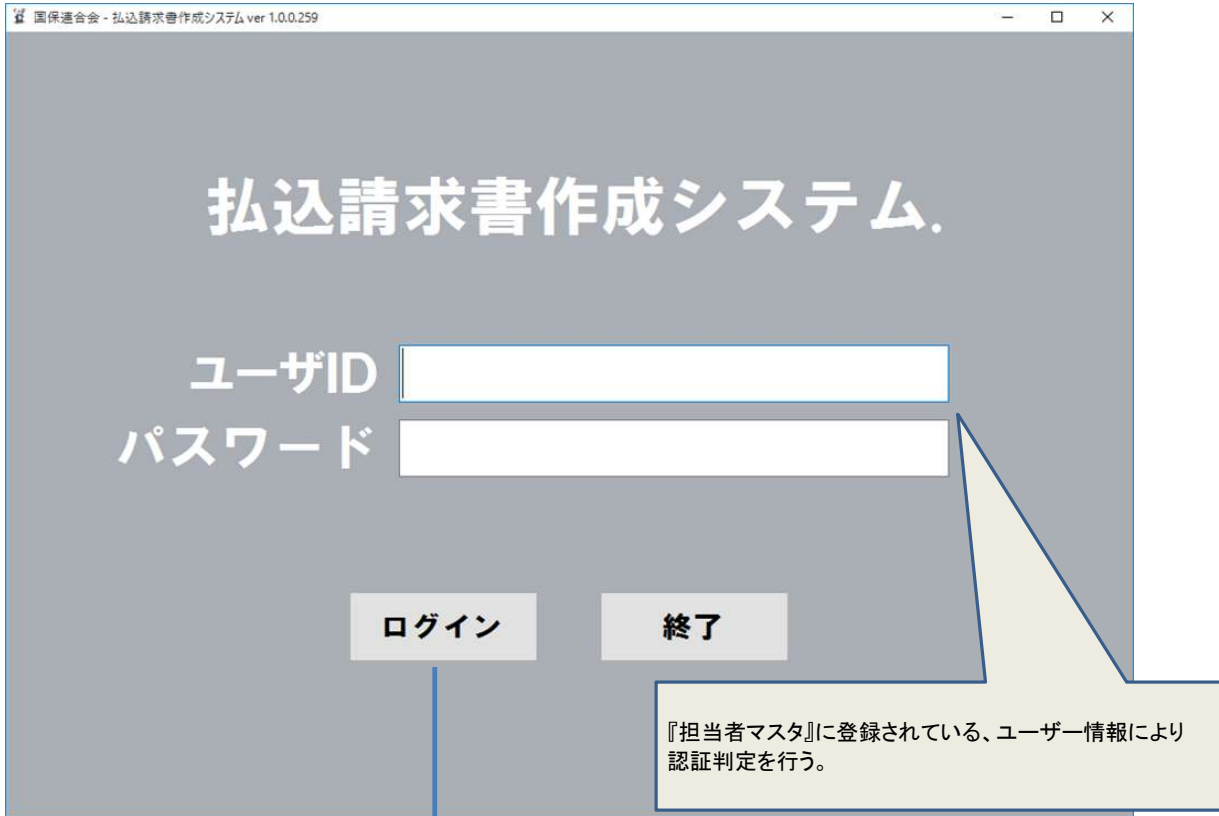 国保連合会 - 払込請求書作成システム ver 1.0.0.259
払込請求書作成システム.
ユーザID
パスワード
ログイン
終了
『担当者マスタ』に登録されている、ユーザー情報により
認証判定を行う。